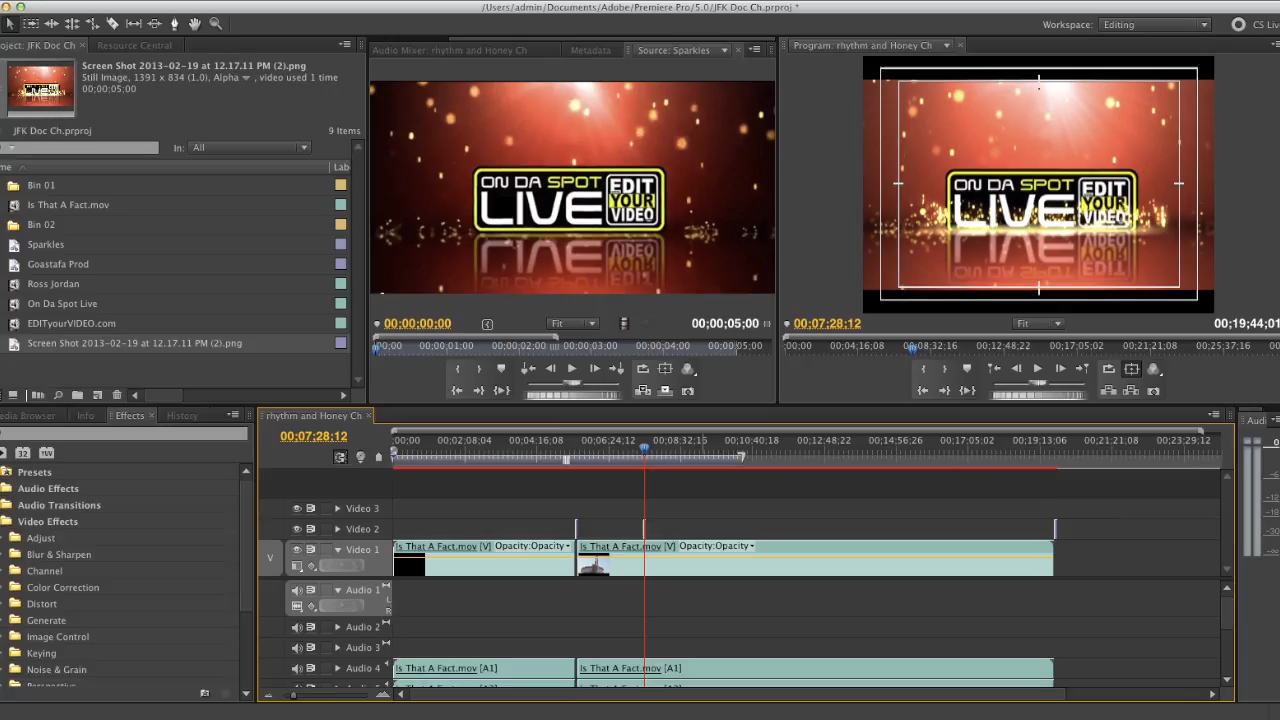 /Users/admin/Documents/Adobe/Premiere Pro/5.0/JFK Doc Ch.prproj *
Workspace: Editing
CS Live
oject: JFK Doc Ch Resource Central
Screen Shot 2013-02-19 at 12.17.11 PM (2).png
Still Image, 1391 x 834 (1.0), Alpha , video used 1 time
00;00;05;00
JFK Doc Ch.prproj 9 Items
In: All
me Lab
Bin 01
Is That A Fact.mov
Bin 02
Sparkles
Goastafa Prod
Ross Jordan
On Da Spot Live
EDITyourVIDEO.com
Screen Shot 2013-02-19 at 12.17.11 PM (2).png
Audio Mixer: rhythm and Honey Ch Metadata Source: Sparkles
ON DA SPOT
LIVE
EDIT
YOUR
VIDEO
00;00;00;00 Fit 00;00;05;00
00;00 00;00;01;00 00;00;02;00 00;00;03;00 00;00;04;00 00;00;05;00
Program: rhythm and Honey Ch
ON DA SPOT
LIVE
EDIT
YOUR
VIDEO
00;07;28;12 Fit 00;19;44;01
;00;00 00;04;16;08 00;08;32;16 00;12;48;22 00;17;05;02 00;21;21;08 00;25;37;16
edia Browser Info Effects History
32 YUV
Presets
Audio Effects
Audio Transitions
Video Effects
Adjust
Blur & Sharpen
Channel
Color Correction
Distort
Generate
Image Control
Keying
Noise & Grain
Perspective
rhythm and Honey Ch
00;07;28;12
;00;00 00;02;08;04 00;04;16;08 00;06;24;12 00;08;32;16 00;10;40;18 00;12;48;22 00;14;56;26 00;17;05;02 00;19;13;06 00;21;21;08 00;23;29;12
Video 3
Video 2
V Video 1
Is That A Fact.mov [V] Opacity:Opacity
Is That A Fact.mov [V] Opacity:Opacity
Audio 1
L
R
Audio 2
Audio 3
Audio 4
Is That A Fact.mov [A1]
Is That A Fact.mov [A1]
Audi
0